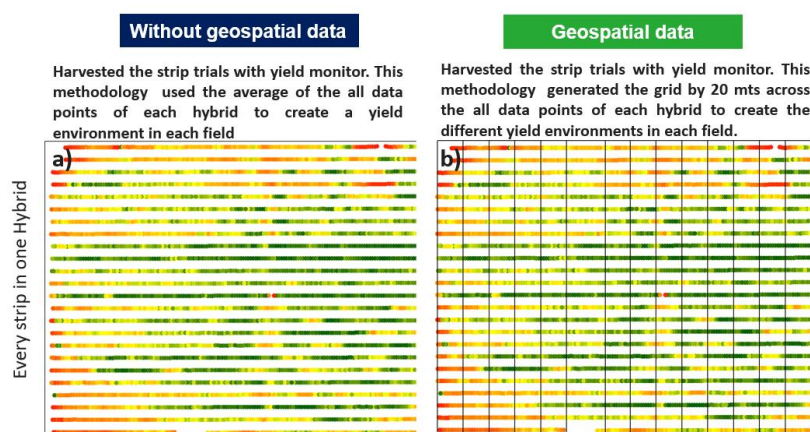 Without geospatial data
Harvested the strip trials with yield monitor. This
methodology used the average of the all data
points of each hybrid to create a yield
environment in each field
Geospatial data
Harvested the strip trials with yield monitor. This
methodology generated the grid by 20 mts across
the all data points of each hybrid to create the
different yield environments in each field.
Every strip in one Hybrid
a)
b)